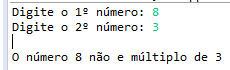 Digite o 1º número: 8
Digite o 2º número: 3
O número 8 não e múltiplo de 3